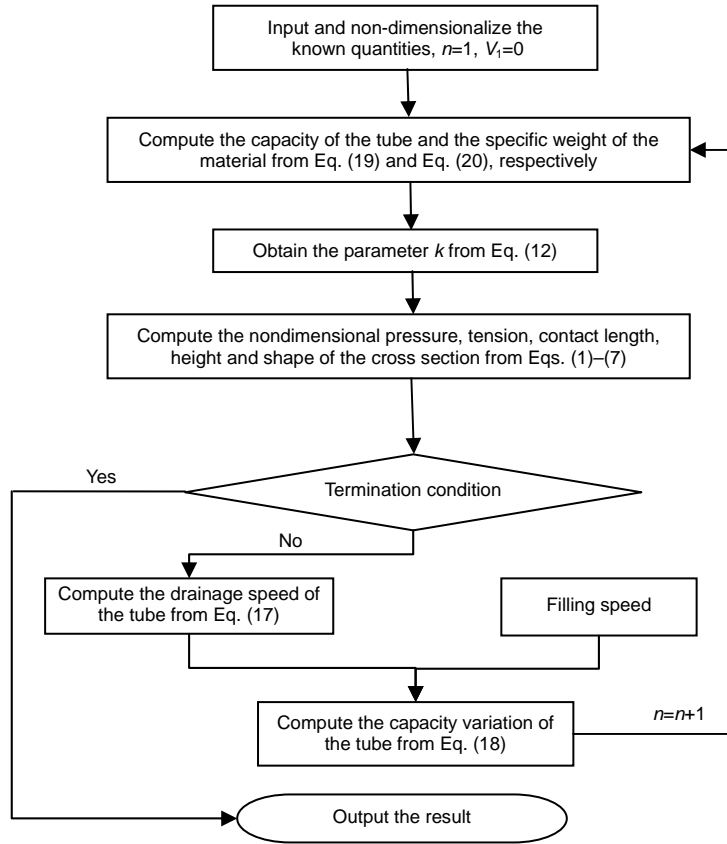 Input and non-dimensionalize the
known quantities, n=1, V₁=0
Compute the capacity of the tube and the specific weight of the
material from Eq. (19) and Eq. (20), respectively
Obtain the parameter k from Eq. (12)
Compute the nondimensional pressure, tension, contact length,
height and shape of the cross section from Eqs. (1)–(7)
Yes
Termination condition
No
Compute the drainage speed of
the tube from Eq. (17)
Filling speed
Compute the capacity variation of
the tube from Eq. (18)
n=n+1
Output the result